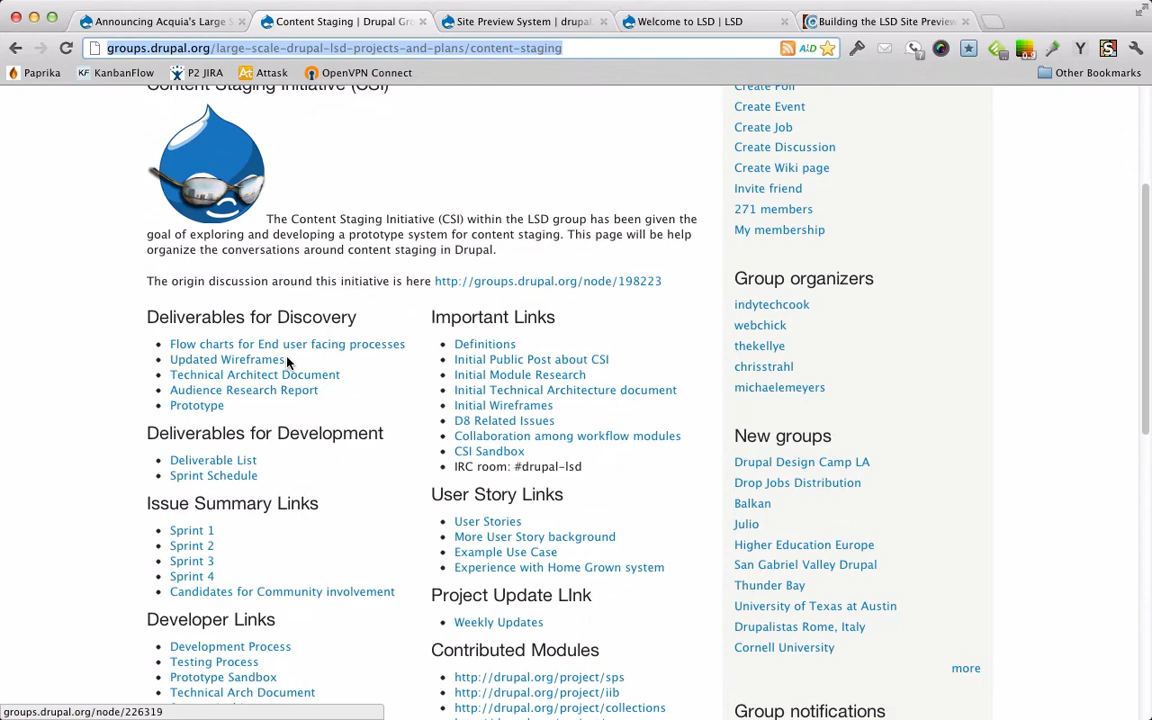 Announcing Acquia's Large S
Content Staging | Drupal Gro
Site Preview System | drupal.
Welcome to LSD | LSD
Building the LSD Site Preview
groups.drupal.org/large-scale-drupal-lsd-projects-and-plans/content-staging
Paprika
KF KanbanFlow
P2 JIRA
At Attask
OpenVPN Connect
Other Bookmarks
Content Staging Initiative (CSI)
The Content Staging Initiative (CSI) within the LSD group has been given the
goal of exploring and developing a prototype system for content staging. This page will be help
organize the conversations around content staging in Drupal.
The origin discussion around this initiative is here http://groups.drupal.org/node/198223
Deliverables for Discovery
Flow charts for End user facing processes
Updated Wireframes
Technical Architect Document
Audience Research Report
Prototype
Deliverables for Development
Deliverable List
Sprint Schedule
Issue Summary Links
Sprint 1
Sprint 2
Sprint 3
Sprint 4
Candidates for Community involvement
Developer Links
Development Process
Testing Process
Prototype Sandbox
Technical Arch Document
Important Links
Definitions
Initial Public Post about CSI
Initial Module Research
Initial Technical Architecture document
Initial Wireframes
D8 Related Issues
Collaboration among workflow modules
CSI Sandbox
IRC room: #drupal-lsd
User Story Links
User Stories
More User Story background
Example Use Case
Experience with Home Grown system
Project Update LInk
Weekly Updates
Contributed Modules
http://drupal.org/project/sps
http://drupal.org/project/iib
http://drupal.org/project/collections
Create Poll
Create Event
Create Job
Create Discussion
Create Wiki page
Invite friend
271 members
My membership
Group organizers
indytechcook
webchick
thekellye
chrisstrahl
michaelemeyers
New groups
Drupal Design Camp LA
Drop Jobs Distribution
Balkan
Julio
Higher Education Europe
San Gabriel Valley Drupal
Thunder Bay
University of Texas at Austin
Drupalistas Rome, Italy
Cornell University
more
Group notifications
groups.drupal.org/node/226319